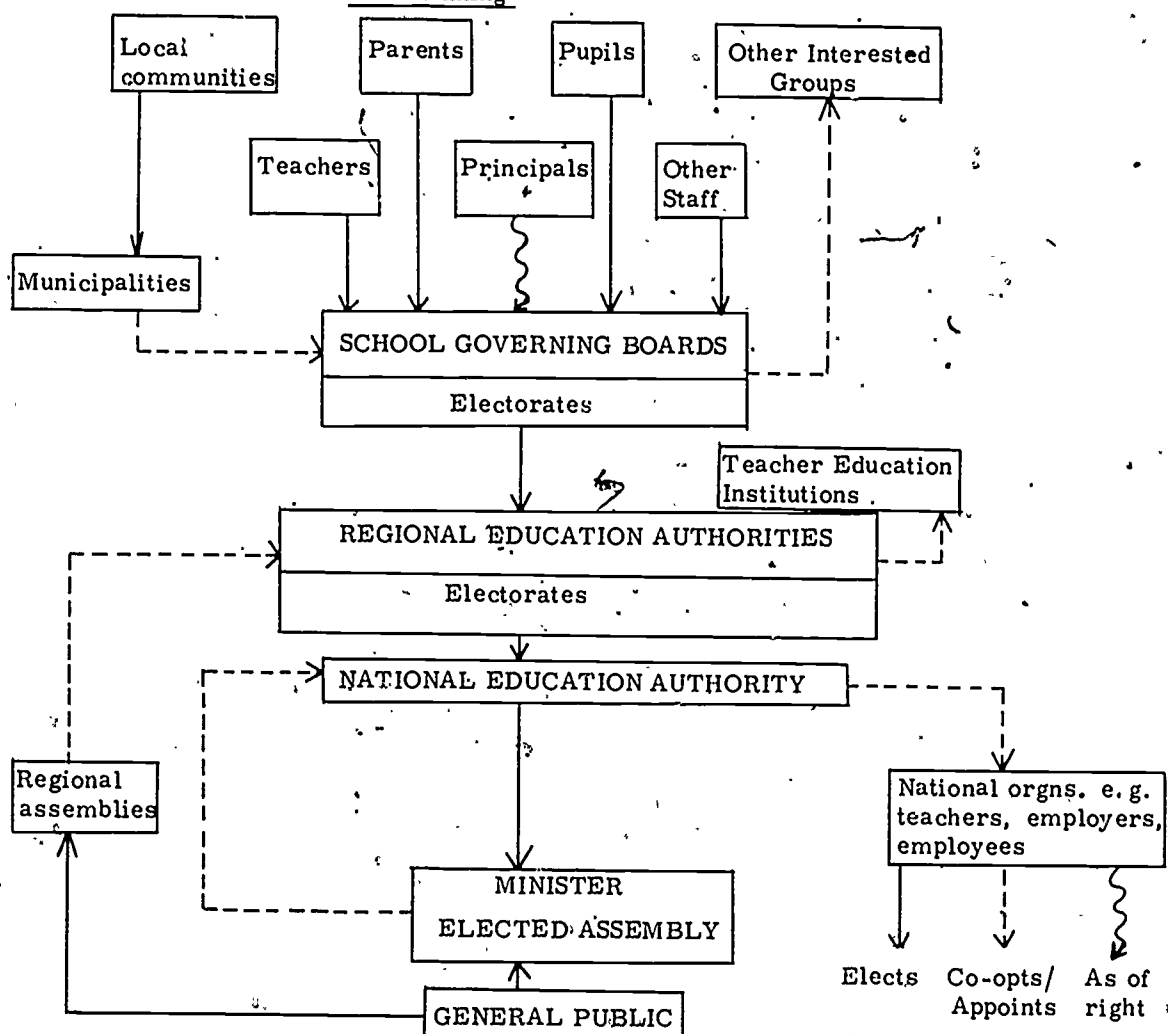 Local
communities
Parents
Pupils
Other Interested
Groups
Teachers
Principals
Other
Staff
Municipalities
SCHOOL GOVERNING BOARDS
Electorates
Teacher Education
Institutions
REGIONAL EDUCATION AUTHORITIES
Electorates
NATIONAL EDUCATION AUTHORITY
Regional
assemblies
National orgns. e.g.
teachers, employers,
employees
MINISTER
ELECTED ASSEMBLY
Elects
Co-opts/
Appoints
As of
right
GENERAL PUBLIC